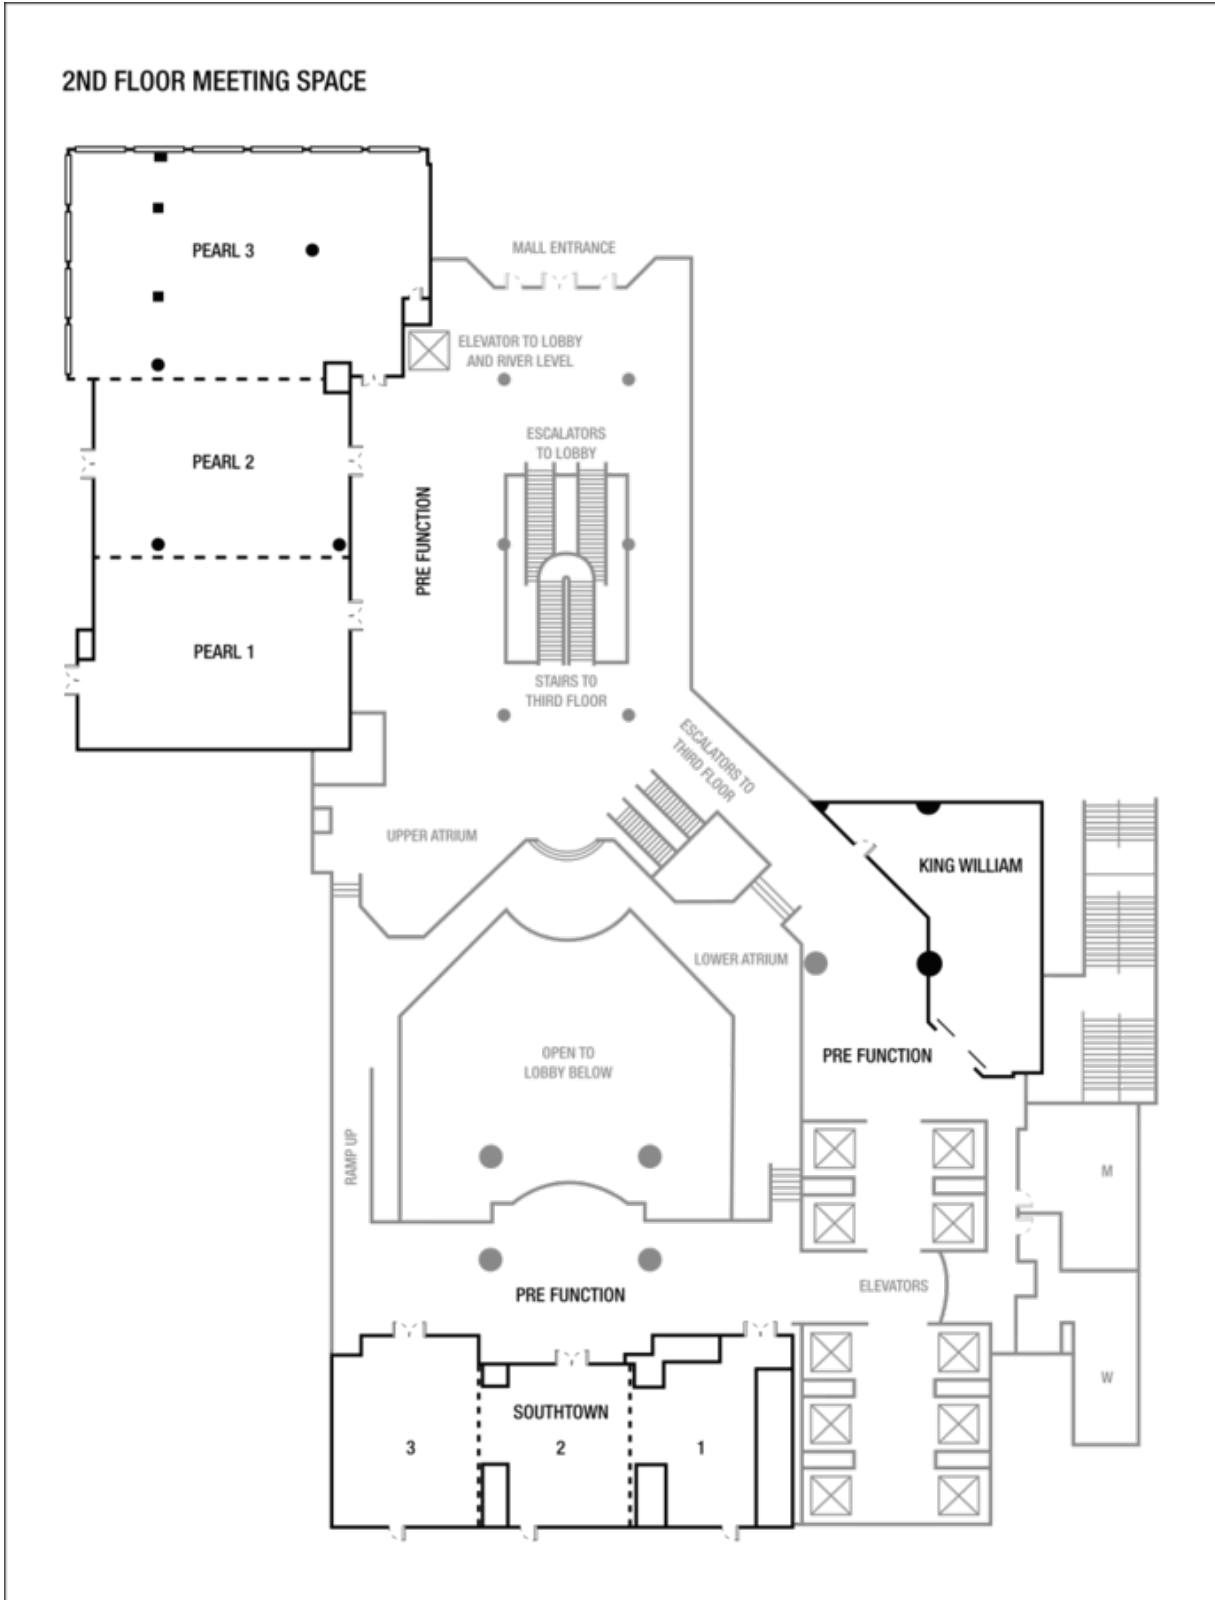 2ND FLOOR MEETING SPACE
PEARL 3
MALL ENTRANCE
ELEVATOR TO LOBBY
AND RIVER LEVEL
ESCALATORS
TO LOBBY
PEARL 2
PRE FUNCTION
PEARL 1
STAIRS TO
THIRD FLOOR
ESCALATORS TO
THIRD FLOOR
UPPER ATRIUM
KING WILLIAM
LOWER ATRIUM
OPEN TO
LOBBY BELOW
PRE FUNCTION
RAMP UP
M
ELEVATORS
PRE FUNCTION
W
SOUTHTOWN
3
2
1